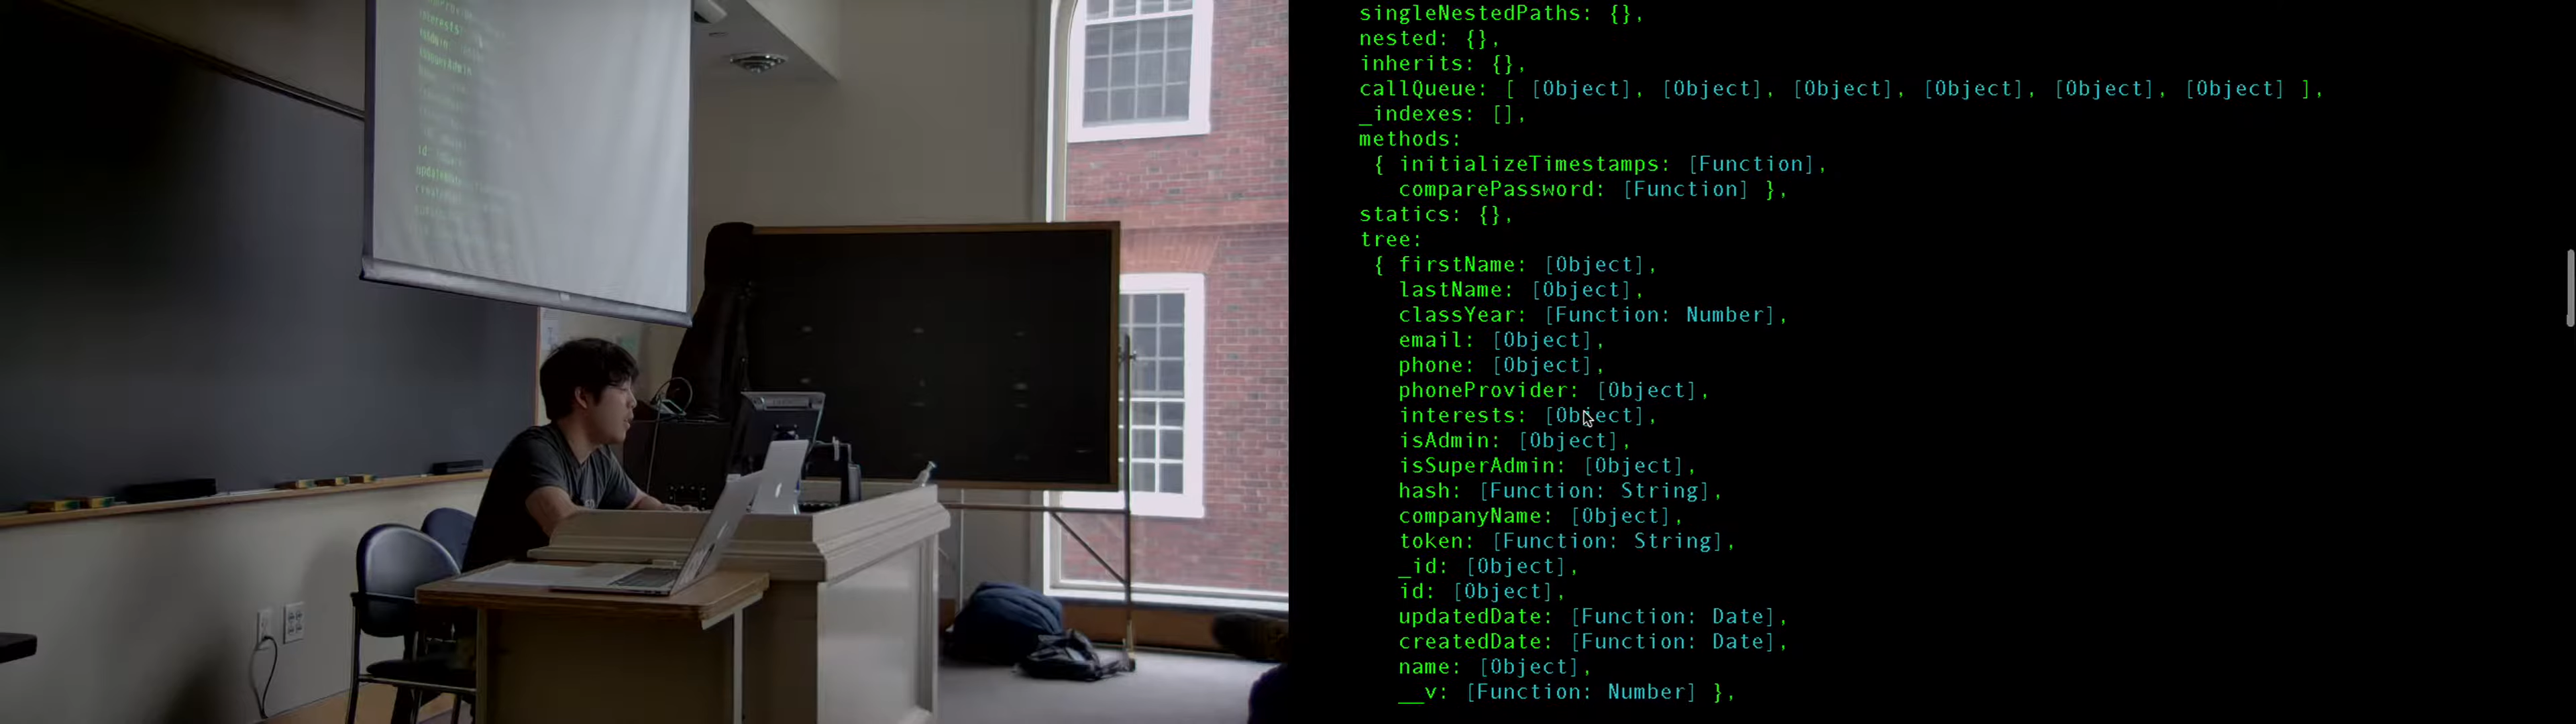 singleNestedPaths: {},
nested: {},
inherits: {},
callQueue: [ [Object], [Object], [Object], [Object], [Object], [Object] ],
_indexes: [],
methods:
{ initializeTimestamps: [Function],
comparePassword: [Function] },
statics: {},
tree:
{ firstName: [Object],
lastName: [Object],
classYear: [Function: Number],
email: [Object],
phone: [Object],
phoneProvider: [Object],
interests: [Object],
isAdmin: [Object],
isSuperAdmin: [Object],
hash: [Function: String],
companyName: [Object],
token: [Function: String],
_id: [Object],
id: [Object],
updatedDate: [Function: Date],
createdDate: [Function: Date],
name: [Object],
__v: [Function: Number] },